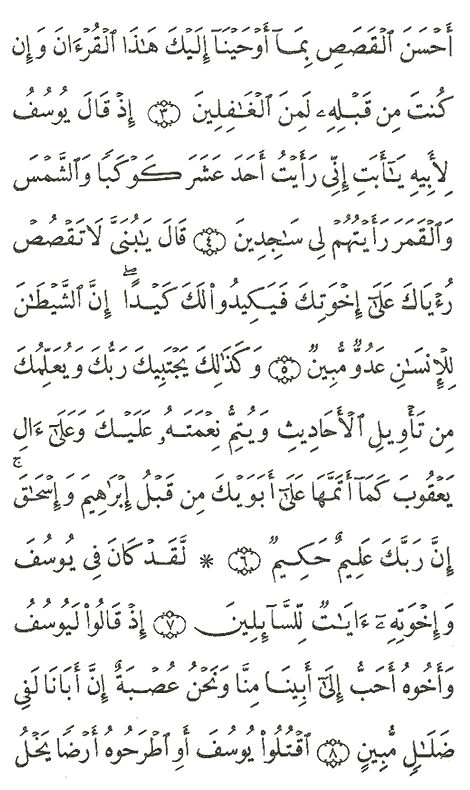 أَحۡسَنَ ٱلۡقَصَصِ بِمَآ أَوۡحَيۡنَآ إِلَيۡكَ هَٰذَا ٱلۡقُرۡءَانَ وَإِن
كُنتَ مِن قَبۡلِهِۦ لَمِنَ ٱلۡغَٰفِلِينَ ٣ إِذۡ قَالَ يُوسُفُ
لِأَبِيهِ يَٰٓأَبَتِ إِنِّي رَأَيۡتُ أَحَدَ عَشَرَ كَوۡكَبٗا وَٱلشَّمۡسَ
وَٱلۡقَمَرَ رَأَيۡتُهُمۡ لِي سَٰجِدِينَ ٤ قَالَ يَٰبُنَيَّ لَا تَقۡصُصۡ
رُءۡيَاكَ عَلَىٰٓ إِخۡوَتِكَ فَيَكِيدُواْ لَكَ كَيۡدًاۖ إِنَّ ٱلشَّيۡطَٰنَ
لِلۡإِنسَٰنِ عَدُوّٞ مُّبِينٞ ٥ وَكَذَٰلِكَ يَجۡتَبِيكَ رَبُّكَ وَيُعَلِّمُكَ
مِن تَأۡوِيلِ ٱلۡأَحَادِيثِ وَيُتِمُّ نِعۡمَتَهُۥ عَلَيۡكَ وَعَلَىٰٓ ءَالِ
يَعۡقُوبَ كَمَآ أَتَمَّهَا عَلَىٰٓ أَبَوَيۡكَ مِن قَبۡلُ إِبۡرَٰهِيمَ وَإِسۡحَٰقَۚ
إِنَّ رَبَّكَ عَلِيمٌ حَكِيمٞ ٦ * لَّقَدۡ كَانَ فِي يُوسُفَ
وَإِخۡوَتِهِۦٓ ءَايَٰتٞ لِّلسَّآئِلِينَ ٧ إِذۡ قَالُواْ لَيُوسُفُ
وَأَخُوهُ أَحَبُّ إِلَىٰٓ أَبِينَا مِنَّا وَنَحۡنُ عُصۡبَةٌ إِنَّ أَبَانَا لَفِي
ضَلَٰلٖ مُّبِينٍ ٨ ٱقۡتُلُواْ يُوسُفَ أَوِ ٱطۡرَحُوهُ أَرۡضٗا يَخۡلُ